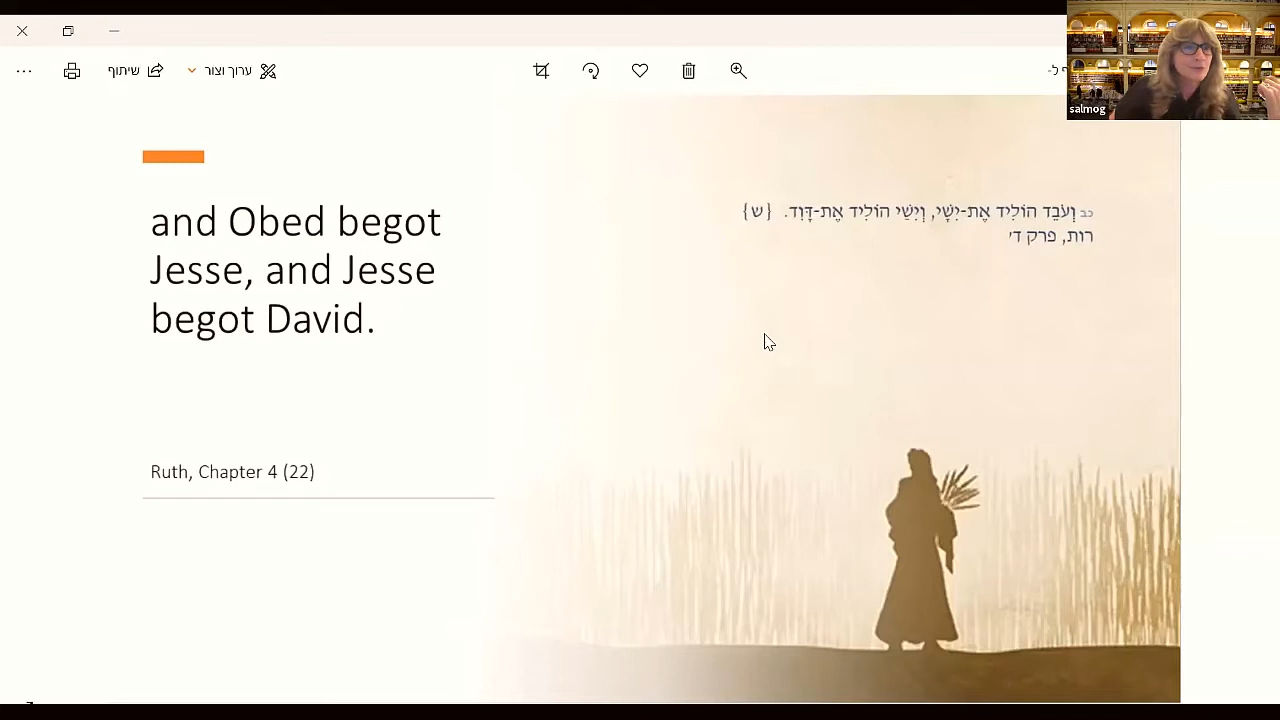 שיתוף
ערוך וצור
salmog
and Obed begot
Jesse, and Jesse
begot David.
Ruth, Chapter 4 (22)
כב וְעֹבֵד הוֹלִיד אֶת-יִשָׁי, וְיִשַׁי הוֹלִיד אֶת-דָּוִד. {ש}
רות, פרק ד'